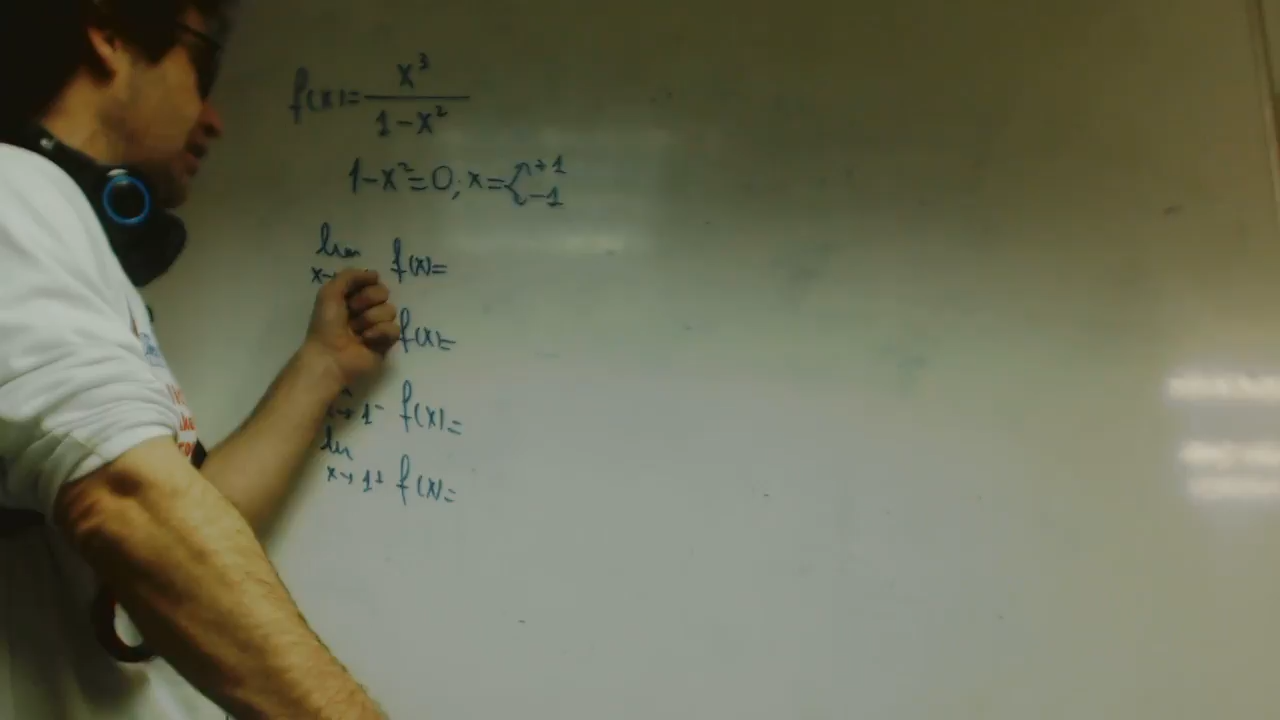 f(x)= x³ / 1-x²
1-x²=0; x= +1 -1
lim x→ f(x)=
f(x)=
→1⁻ f(x)=
lim x→1⁺ f(x)=